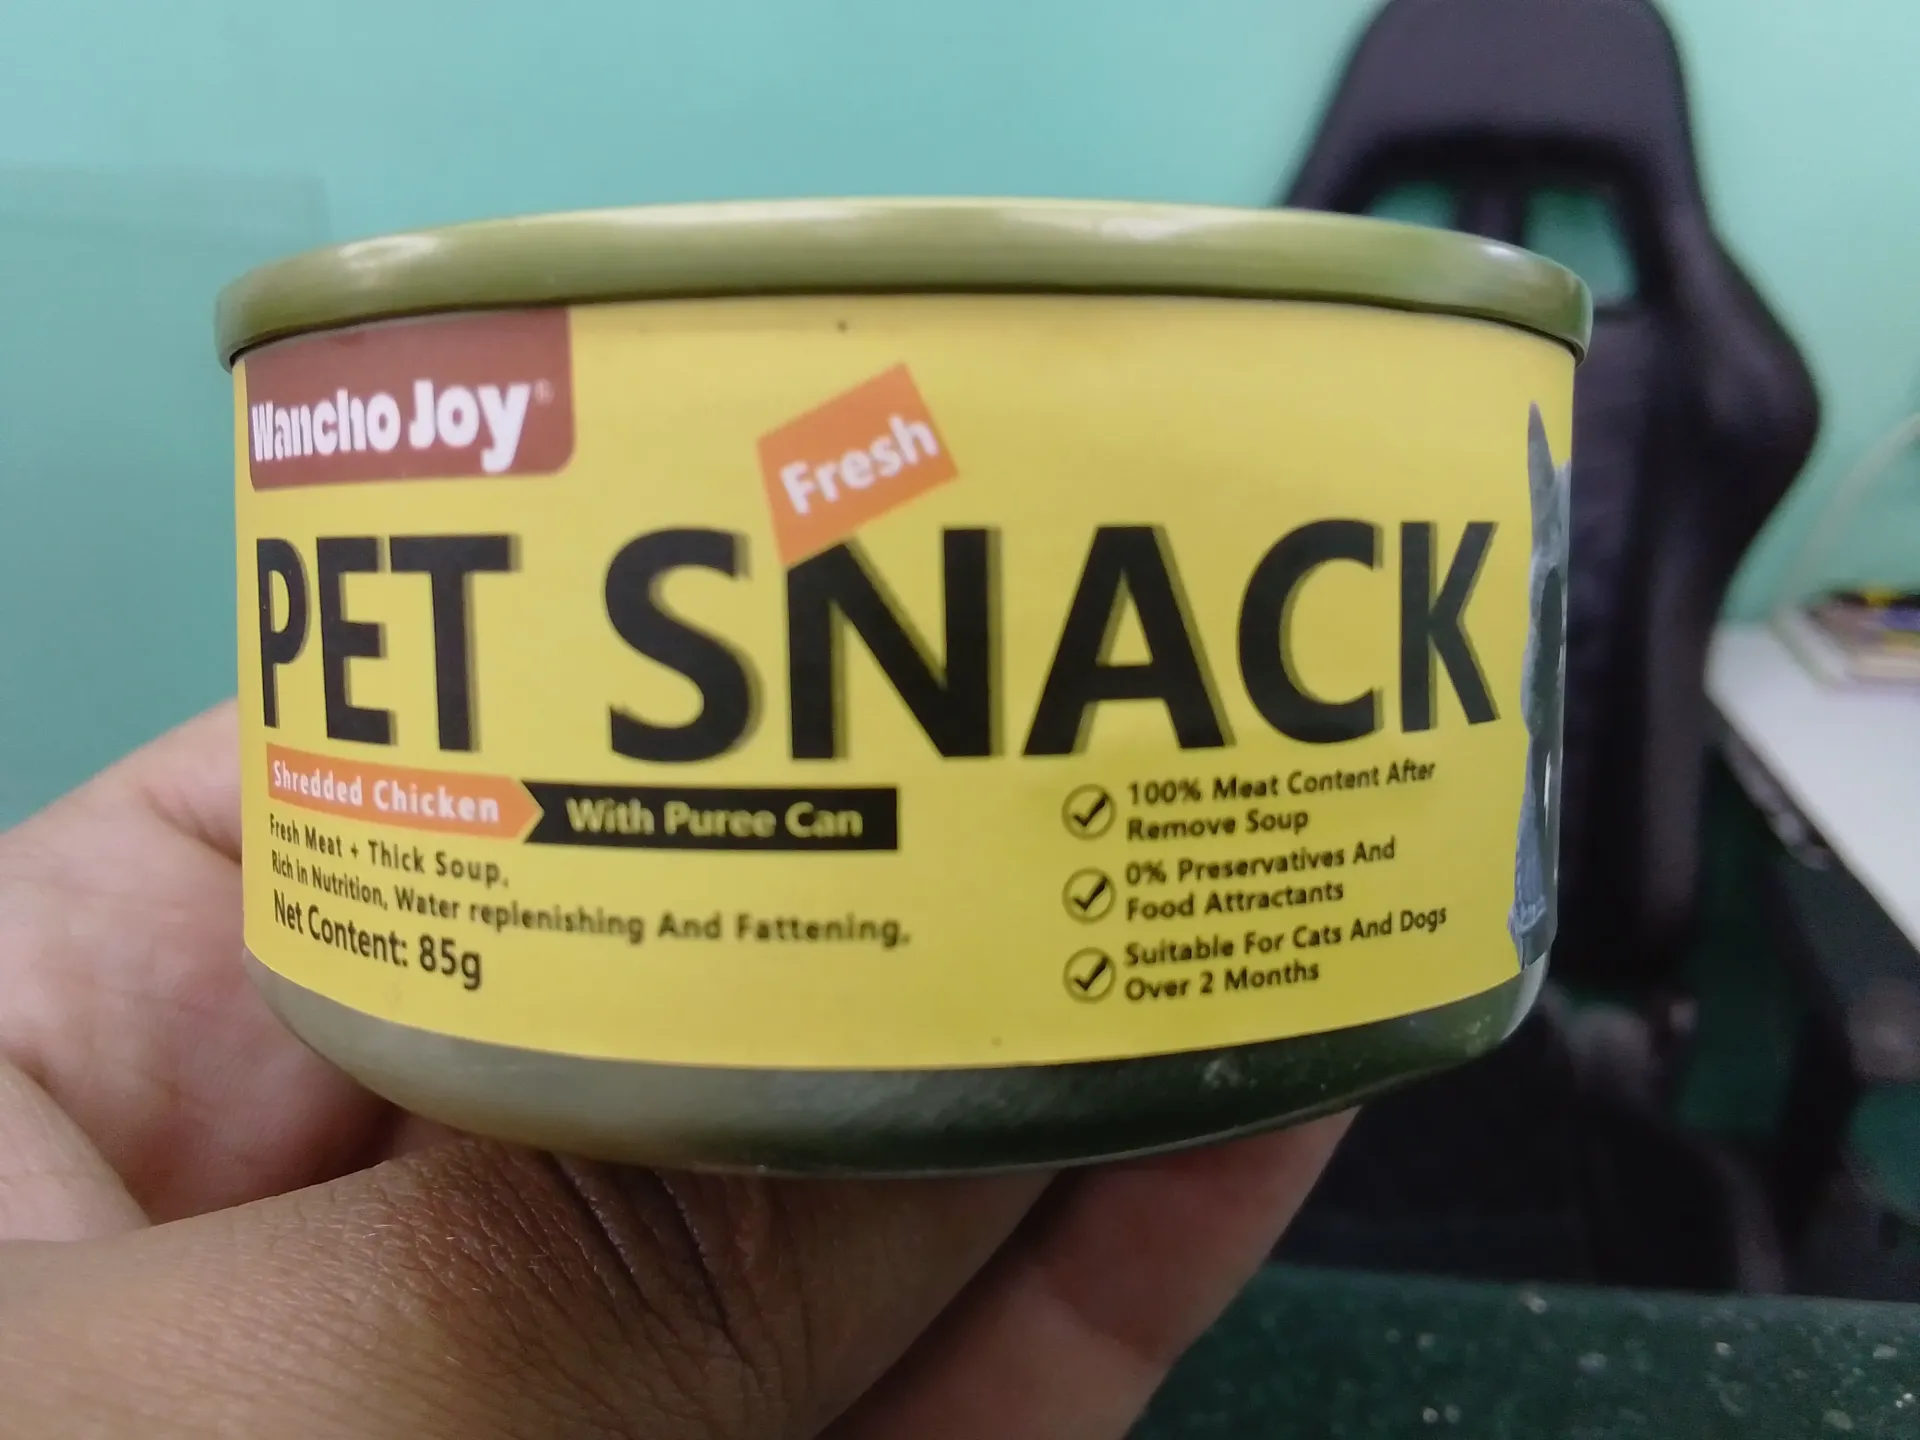 Wancho Joy®
Fresh
PET SNACK
Shredded Chicken
With Puree Can
Fresh Meat + Thick Soup.
Rich in Nutrition, Water replenishing And Fattening.
Net Content: 85g
100% Meat Content After
Remove Soup
0% Preservatives And
Food Attractants
Suitable For Cats And Dogs
Over 2 Months